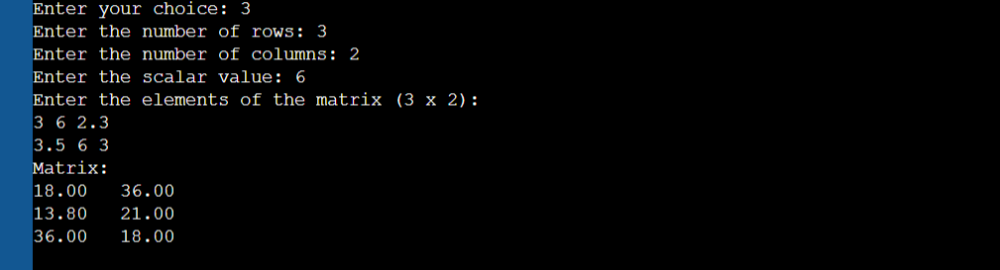 Enter your choice: 3
Enter the number of rows: 3
Enter the number of columns: 2
Enter the scalar value: 6
Enter the elements of the matrix (3 x 2):
3 6 2.3
3.5 6 3
Matrix:
18.00   36.00
13.80   21.00
36.00   18.00